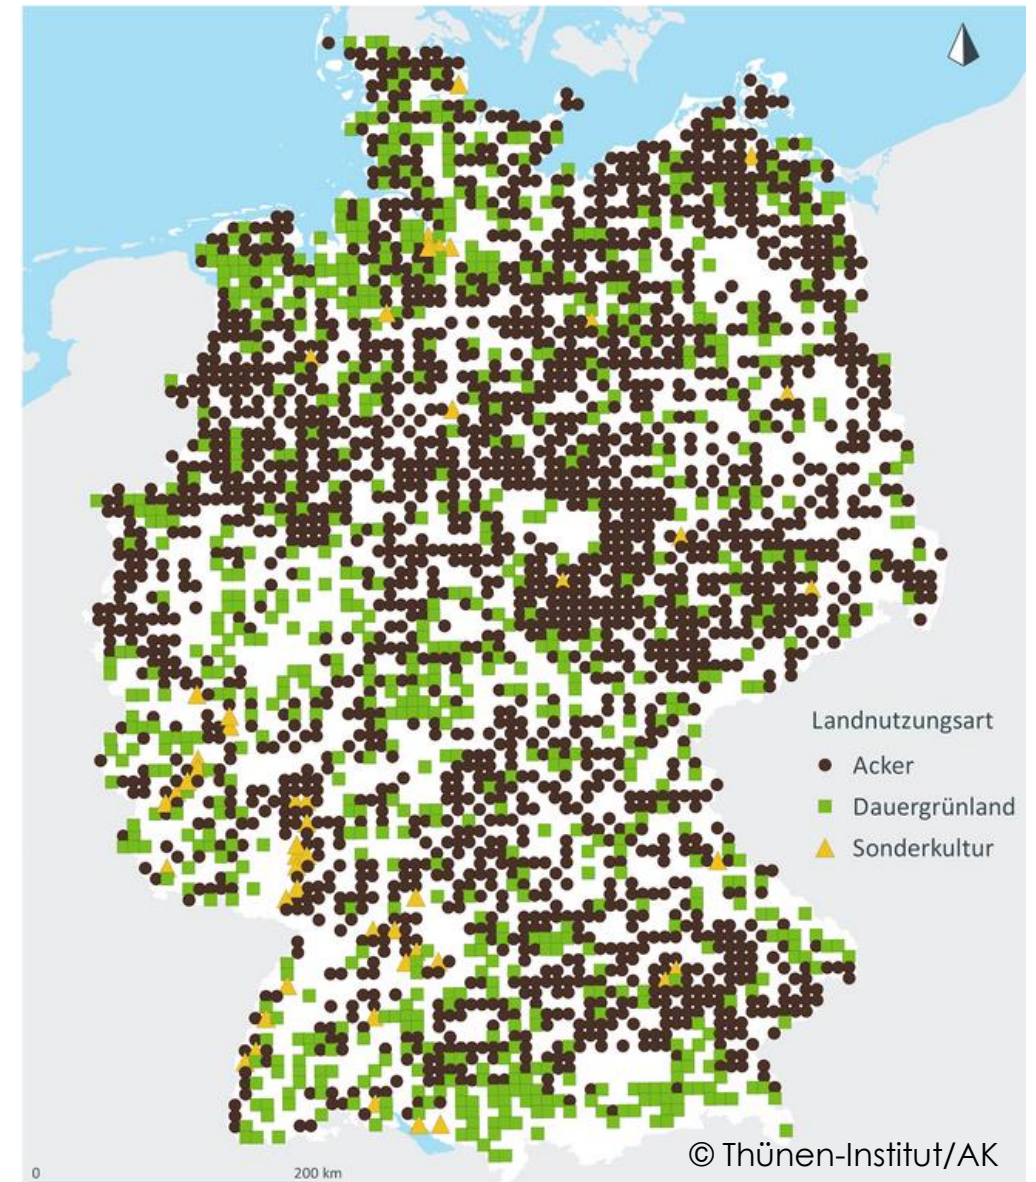 Landnutzungsart
Acker
Dauergrünland
Sonderkultur
© Thünen-Institut/AK
0 200 km